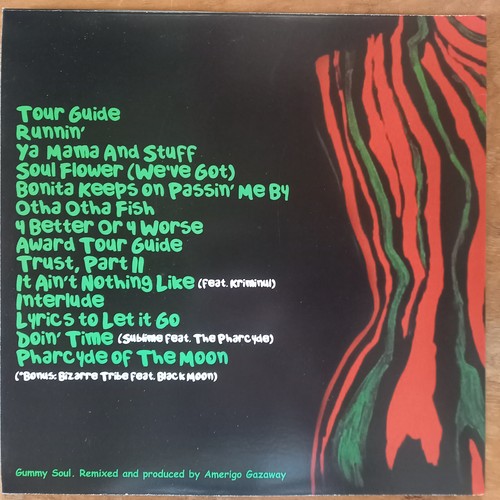 Tour Guide
Runnin'
Ya Mama And Stuff
Soul Flower (We've Got)
Bonita Keeps on Passin' Me By
Otha Otha Fish
4 Better Or 4 Worse
Award Tour Guide
Trust, Part II
It Ain't Nothing Like (feat. Kriminul)
Interlude
Lyrics to Let it Go
Doin' Time (Sublime feat. The Pharcyde)
Pharcyde of The Moon
(*Bonus: Bizarre Tribe feat. Black Moon)
Gummy Soul. Remixed and produced by Amerigo Gazaway